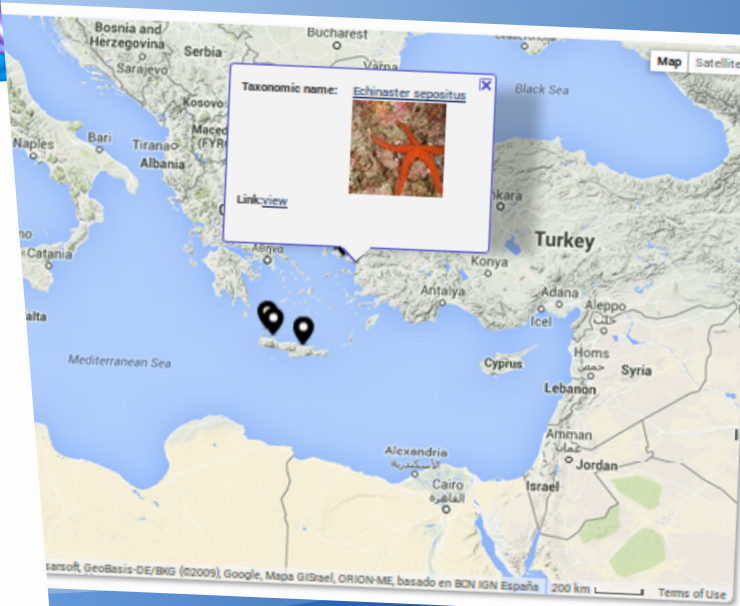 Bosnia and
Herzegovina
Serbia
Bucharest
Sarajevo
Varna
Map
Satellite
Black Sea
Taxonomic name:
Echinaster sepositus
Kosovo
Bari
Tirana
Naples
Albania
Link:view
Turkey
Konya
Catania
Antalya
Adana
Aleppo
حلب
Icel
Mediterranean Sea
Cyprus
Homs
حمص
Syria
Lebanon
Amman
عمان
Jordan
Alexandria
الأسكندرية
Cairo
القاهرة
Israel
GeoBasis-DE/BKG (©2009), Google, Mapa GISrael, ORION-ME, basado en BCN IGN España
200 km
Terms of Use